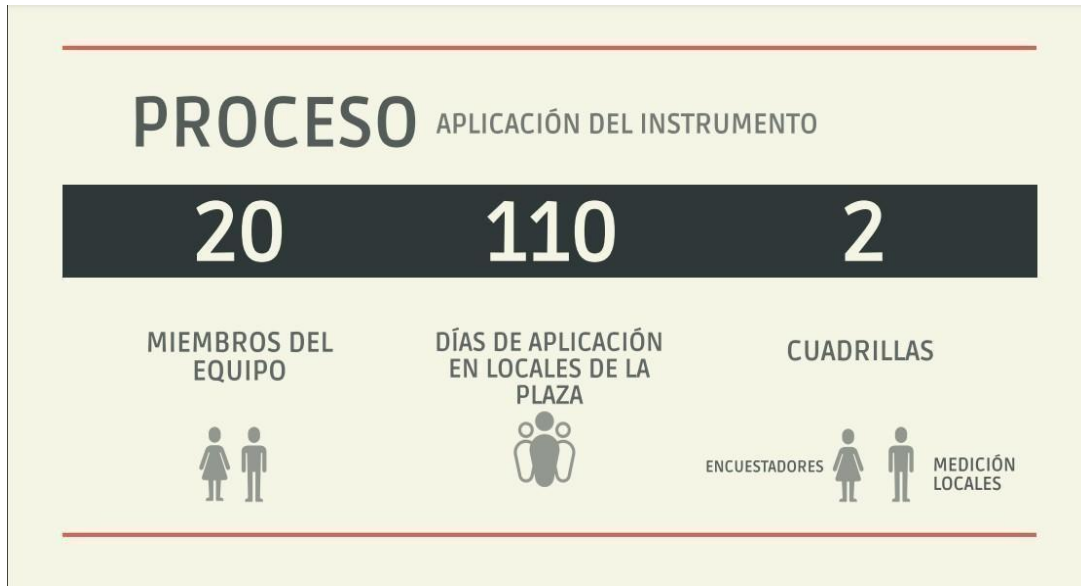 PROCESO APLICACIÓN DEL INSTRUMENTO
20 110 2
MIEMBROS DEL
EQUIPO
DÍAS DE APLICACIÓN
EN LOCALES DE LA
PLAZA
CUADRILLAS
ENCUESTADORES
MEDICIÓN
LOCALES